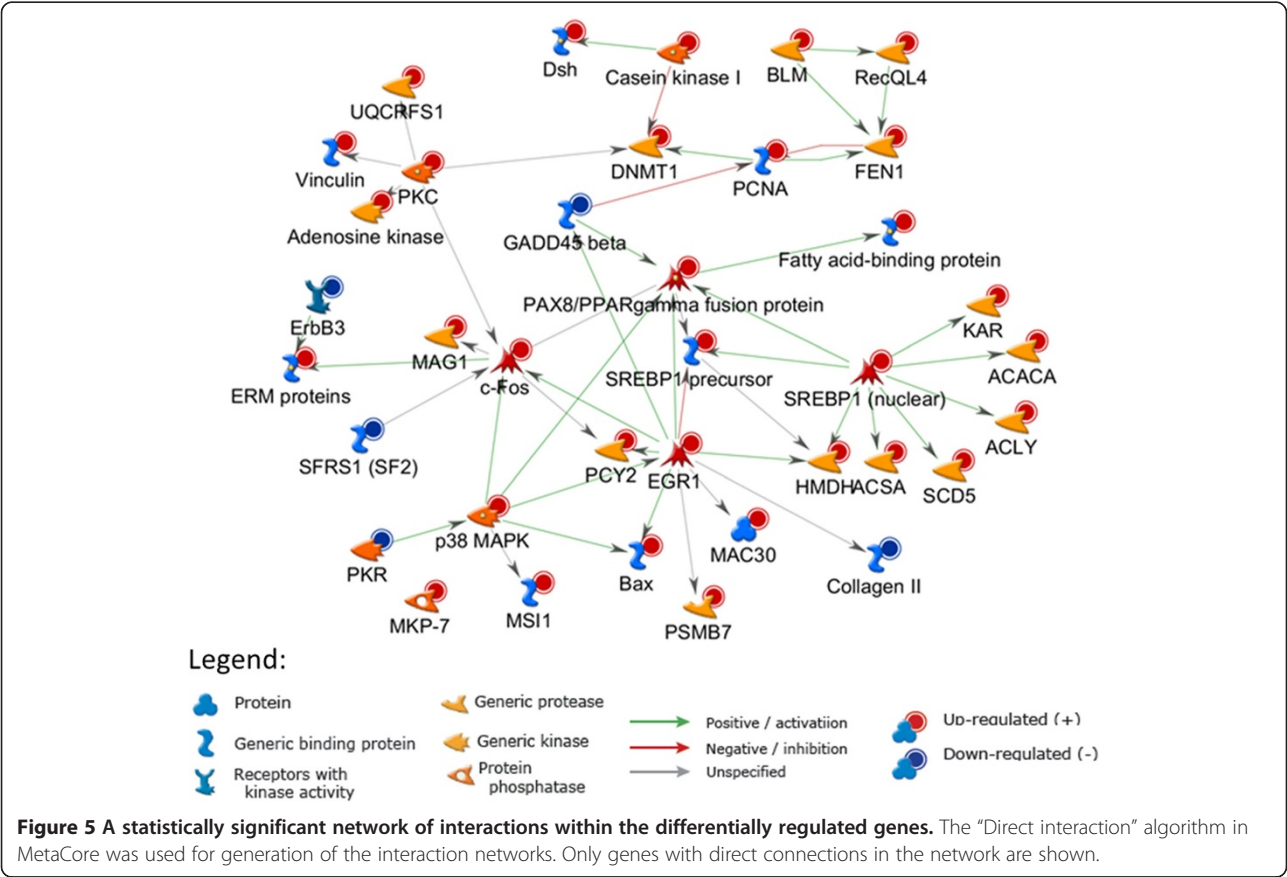 Dsh
Casein kinase I
BLM
RecQL4
UQCRFS1
Vinculin
PKC
DNMT1
PCNA
FEN1
Adenosine kinase
GADD45 beta
Fatty acid-binding protein
ErbB3
PAX8/PPARgamma fusion protein
KAR
MAG1
ERM proteins
c-Fos
SREBP1 precursor
SREBP1 (nuclear)
ACACA
ACLY
SFRS1 (SF2)
PCY2
EGR1
HMDH
ACSA
SCD5
p38 MAPK
PKR
MAC30
Bax
Collagen II
MKP-7
MSI1
PSMB7
Legend:
Protein
Generic binding protein
Receptors with
kinase activity
Generic protease
Generic kinase
Protein
phosphatase
Positive / activatiion
Negative / inhibition
Unspecified
Up-regulated (+)
Down-regulated (-)
Figure 5 A statistically significant network of interactions within the differentially regulated genes. The “Direct interaction” algorithm in
MetaCore was used for generation of the interaction networks. Only genes with direct connections in the network are shown.